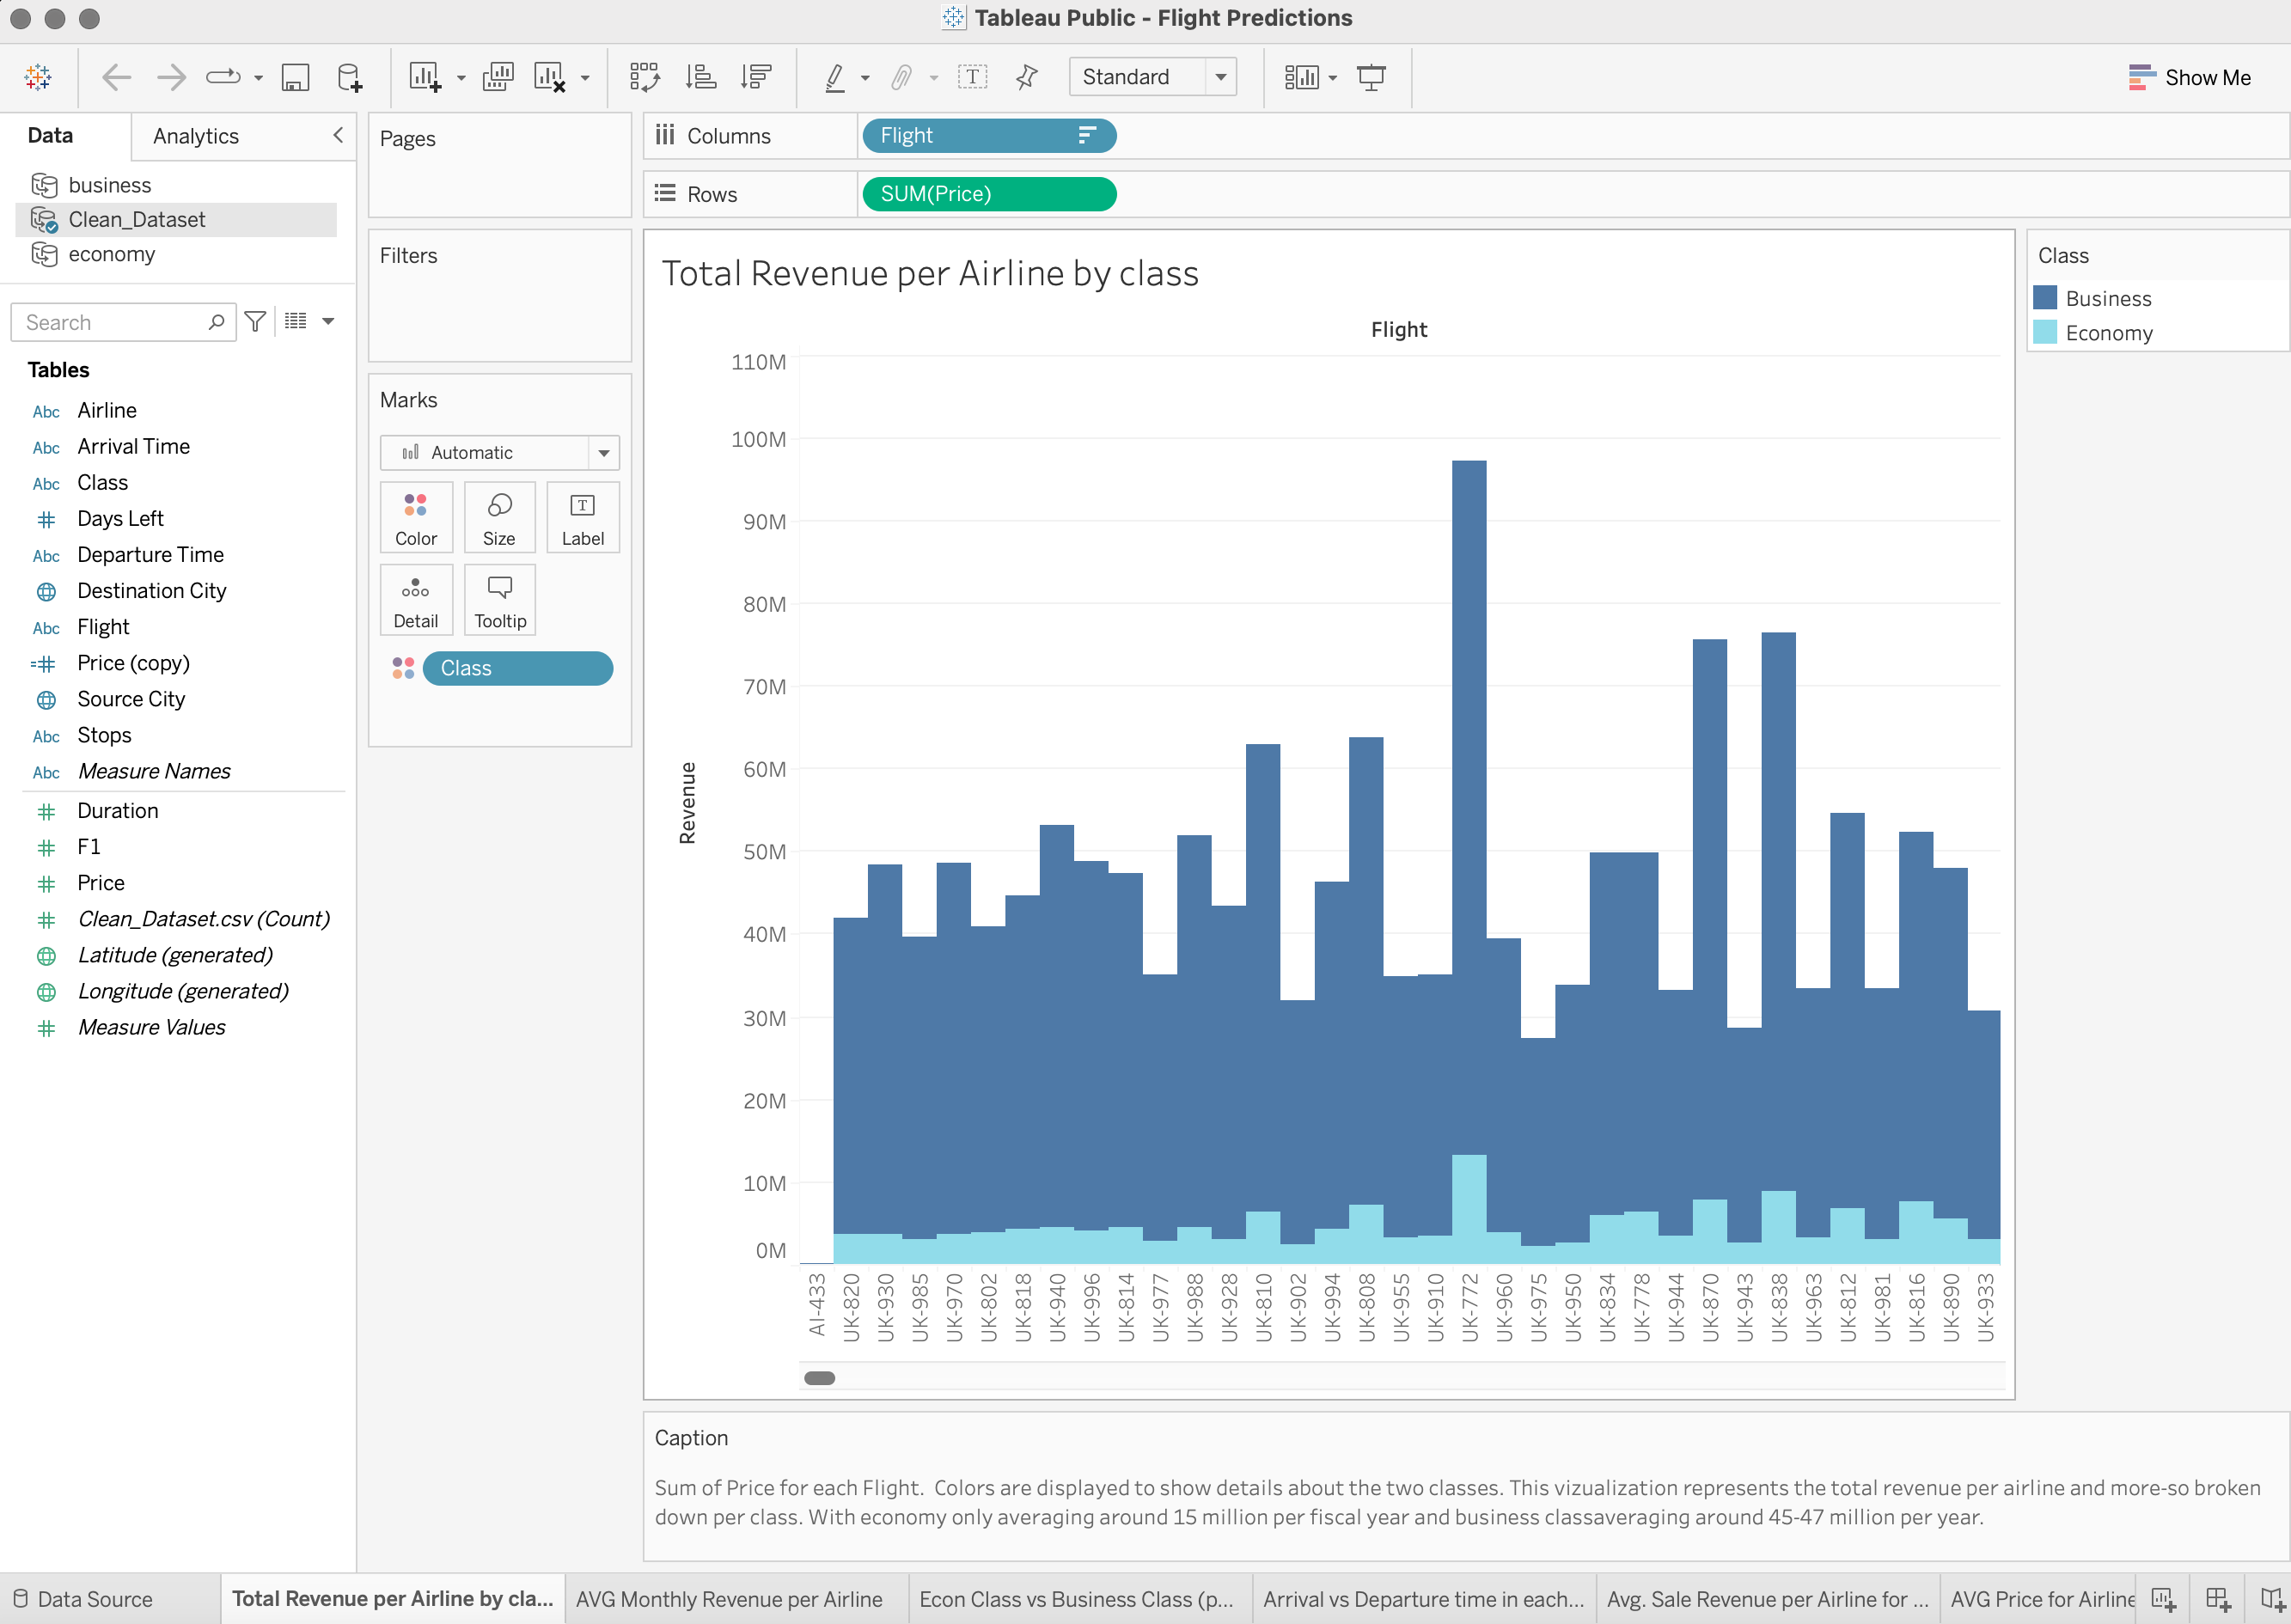 Tableau Public - Flight Predictions
Standard
Show Me
Data
Analytics
business
Clean_Dataset
economy
Search
Tables
Abc Airline
Abc Arrival Time
Abc Class
Days Left
Abc Departure Time
Destination City
Abc Flight
Price (copy)
Source City
Abc Stops
Abc Measure Names
Duration
F1
Price
Clean_Dataset.csv (Count)
Latitude (generated)
Longitude (generated)
Measure Values
Pages
Filters
Marks
Automatic
Color
Size
Label
Detail
Tooltip
Class
Columns
Flight
Rows
SUM(Price)
Total Revenue per Airline by class
Flight
110M
100M
90M
80M
70M
60M
50M
40M
30M
20M
10M
0M
Revenue
AI-433
UK-820
UK-930
UK-985
UK-970
UK-802
UK-818
UK-940
UK-996
UK-814
UK-977
UK-988
UK-928
UK-810
UK-902
UK-994
UK-808
UK-955
UK-910
UK-772
UK-960
UK-975
UK-950
UK-834
UK-778
UK-944
UK-870
UK-943
UK-838
UK-963
UK-812
UK-981
UK-816
UK-890
UK-933
Class
Business
Economy
Caption
Sum of Price for each Flight.  Colors are displayed to show details about the two classes. This vizualization represents the total revenue per airline and more-so broken
down per class. With economy only averaging around 15 million per fiscal year and business classaveraging around 45-47 million per year.
Data Source
Total Revenue per Airline by cla...
AVG Monthly Revenue per Airline
Econ Class vs Business Class (p...
Arrival vs Departure time in each...
Avg. Sale Revenue per Airline for ...
AVG Price for Airline